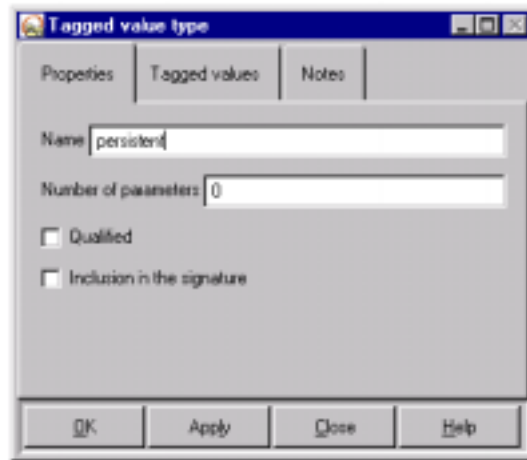 Tagged value type
Properties Tagged values Notes
Name persistent
Number of parameters 0
Qualified
Inclusion in the signature
OK Apply Close Help